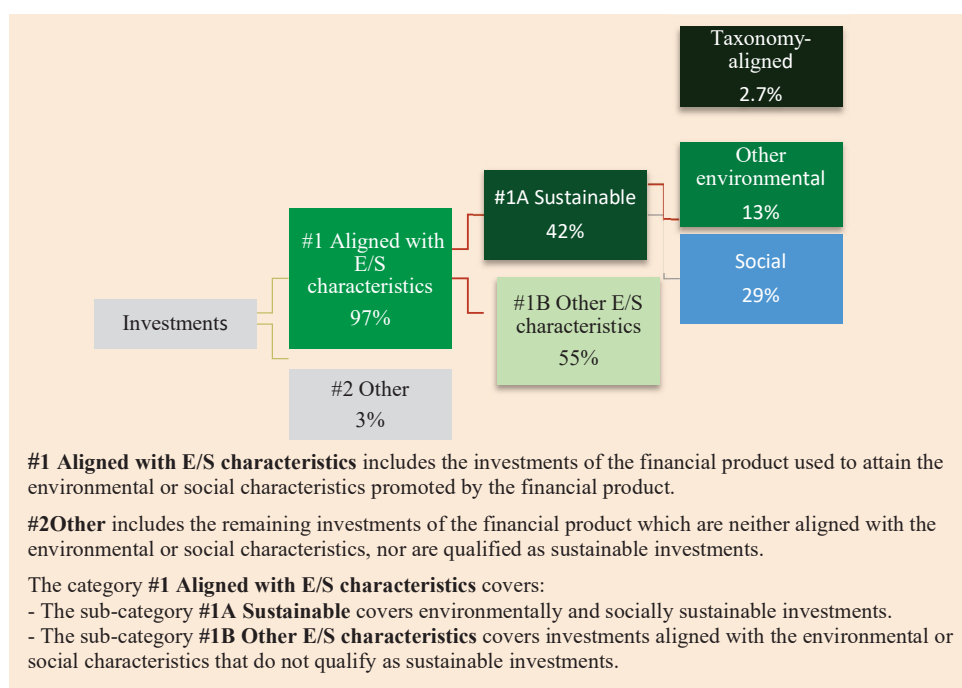 Taxonomy-
aligned
2.7%
Other
environmental
13%
#1A Sustainable
42%
Social
29%
#1 Aligned with
E/S
characteristics
97%
#1B Other E/S
characteristics
55%
Investments
#2 Other
3%
#1 Aligned with E/S characteristics includes the investments of the financial product used to attain the
environmental or social characteristics promoted by the financial product.
#2Other includes the remaining investments of the financial product which are neither aligned with the
environmental or social characteristics, nor are qualified as sustainable investments.
The category #1 Aligned with E/S characteristics covers:
- The sub-category #1A Sustainable covers environmentally and socially sustainable investments.
- The sub-category #1B Other E/S characteristics covers investments aligned with the environmental or
social characteristics that do not qualify as sustainable investments.